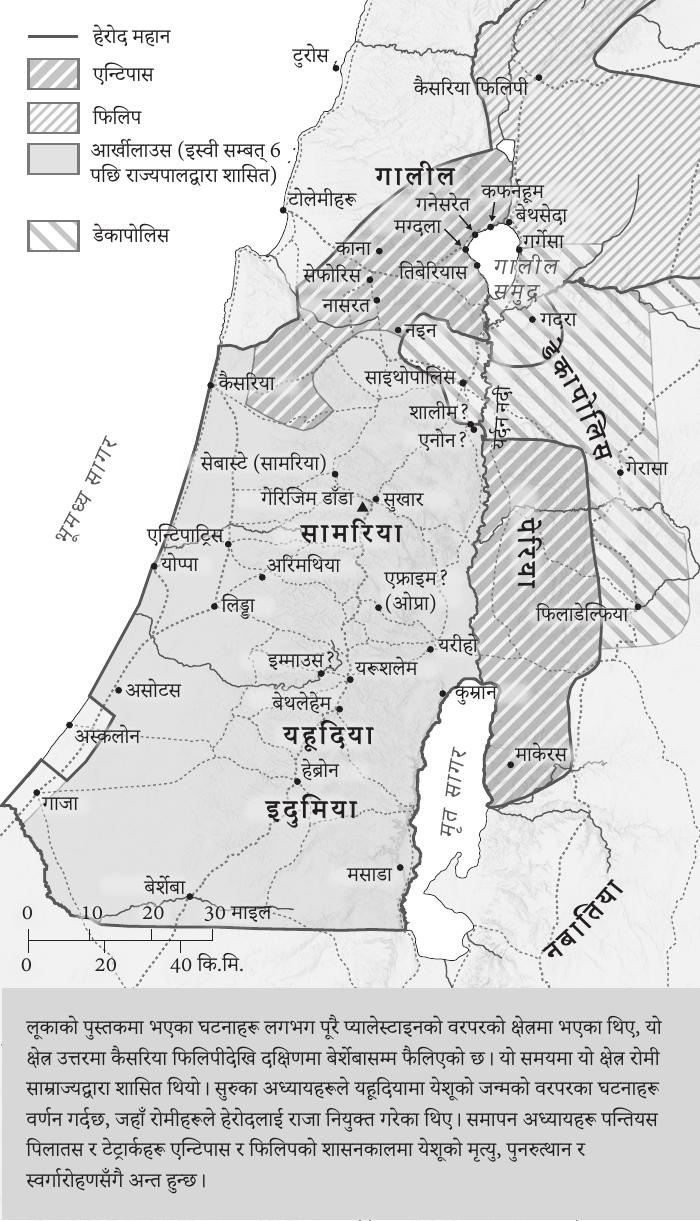 हेरोद महान
एन्टिपास
फिलिप
आर्खीलाउस (इस्वी सम्बत् 6
पछि राज्यपालद्वारा शासित)
डेकापोलिस
टुरोस
कैसरिया फिलिपी
गालील
कफर्नहूम
गनेसरेत
बेथसेदा
मग्दला
गर्गेसा
टोलेमीहरू
काना
सेफोरिस
तिबेरियास
गालील
समुद्र
नासरत
गदरा
नइन
डेकापोलिस
कैसरिया
साइथोपोलिस
यर्दन नदी
शालीम?
एनोन?
भूमध्य सागर
सेबास्टे (सामरिया)
गेरासा
गेरिजिम डाँडा
सुखार
सामरिया
एन्टिपाट्रिस
योप्पा
पेरिया
अरिमथिया
एफ्राइम?
(ओप्रा)
लिड्डा
फिलाडेल्फिया
यरीहो
इम्माउस?
यरूशलेम
असोटस
कुम्रान
बेथलेहेम
अस्कलोन
यहूदिया
माकेरस
मृत सागर
हेब्रोन
गाजा
इदुमिया
मसाडा
बेर्शेबा
नबातिया
0 10 20 30 माइल
0 20 40 कि.मि.
लूकाको पुस्तकमा भएका घटनाहरू लगभग पूरै प्यालेस्टाइनको वरपरको क्षेत्रमा भएका थिए, यो
क्षेत्र उत्तरमा कैसरिया फिलिपीदेखि दक्षिणमा बेर्शेबासम्म फैलिएको छ। यो समयमा यो क्षेत्र रोमी
साम्राज्यद्वारा शासित थियो। सुरुका अध्यायहरूले यहूदियामा येशूको जन्मको वरपरका घटनाहरू
वर्णन गर्दछ, जहाँ रोमीहरूले हेरोदलाई राजा नियुक्त गरेका थिए। समापन अध्यायहरू पन्तियस
पिलातस र टेट्रार्कहरू एन्टिपास र फिलिपको शासनकालमा येशूको मृत्यु, पुनरुत्थान र
स्वर्गारोहणसँगै अन्त हुन्छ।